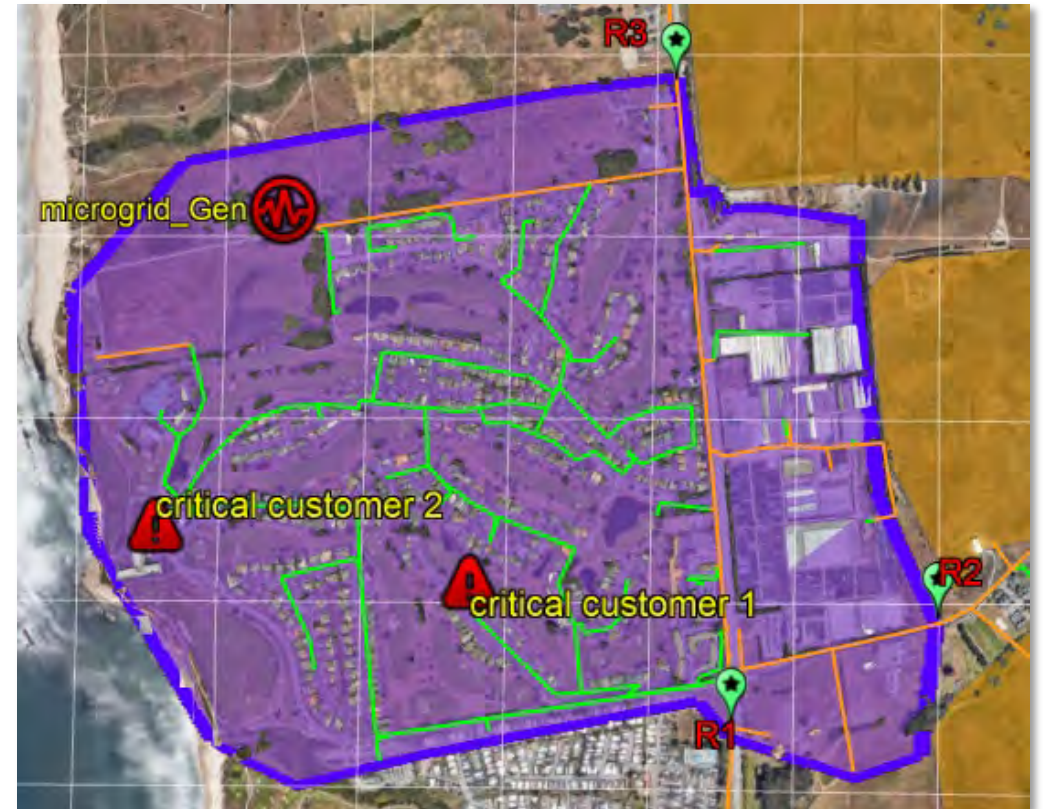 R3
microgrid_Gen
critical customer 2
R2
critical customer 1
R1